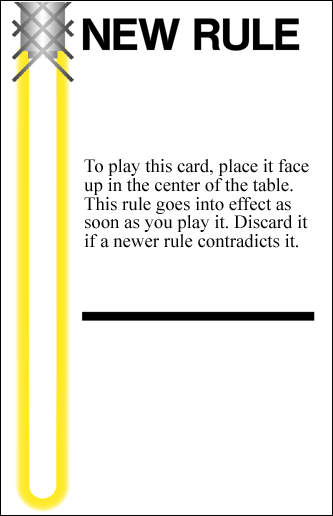 NEW RULE
To play this card, place it face
up in the center of the table.
This rule goes into effect as
soon as you play it. Discard it
if a newer rule contradicts it.